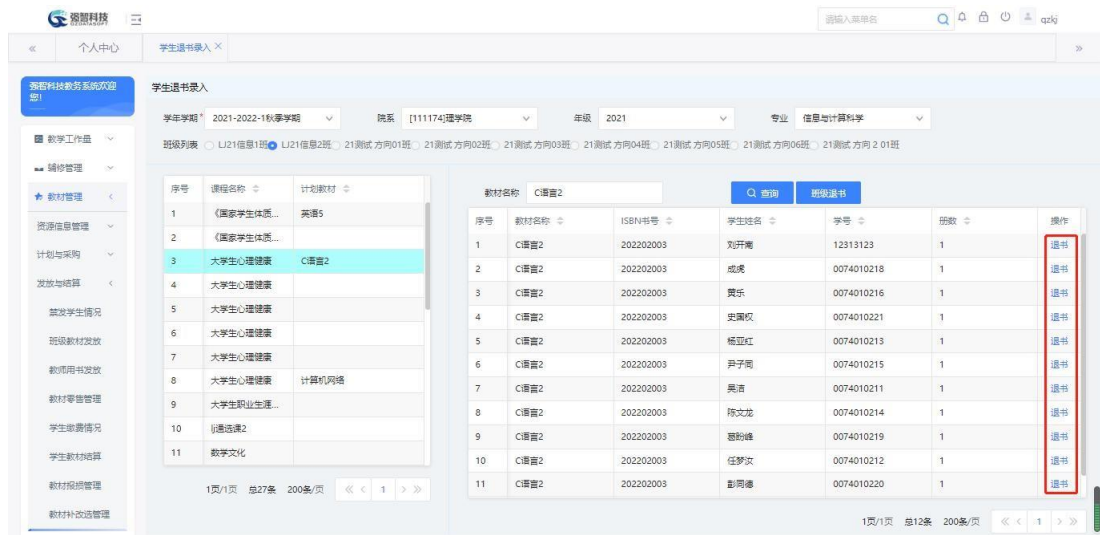 强智科技
QZDATASOFT
请输入菜单名
qzkj
个人中心
学生退书录入
强智科技教务系统欢迎您!
教学工作量
辅修管理
教材管理
资源信息管理
计划与采购
发放与结算
禁发学生情况
班级教材发放
教师用书发放
教材零售管理
学生缴费情况
学生教材结算
教材报损管理
教材补改选管理
学生退书录入
学年学期* 2021-2022-1秋季学期 院系 [111174]理学院 年级 2021 专业 信息与计算科学
班级列表 LJ21信息1班 LJ21信息2班 21测试方向01班 21测试方向02班 21测试方向03班 21测试方向04班 21测试方向05班 21测试方向06班 21测试方向201班
序号 课程名称 计划教材
1 《国家学生体质... 英语5
2 《国家学生体质...
3 大学生心理健康 C语言2
4 大学生心理健康
5 大学生心理健康
6 大学生心理健康
7 大学生心理健康
8 大学生心理健康 计算机网络
9 大学生职业生涯...
10 lj通选课2
11 数学文化
1页/1页 总27条 200条/页 1
教材名称 C语言2 查询 班级退书
序号 教材名称 ISBN书号 学生姓名 学号 册数 操作
1 C语言2 202202003 刘开南 12313123 1 退书
2 C语言2 202202003 成虎 0074010218 1 退书
3 C语言2 202202003 黄乐 0074010216 1 退书
4 C语言2 202202003 史国权 0074010221 1 退书
5 C语言2 202202003 杨亚红 0074010213 1 退书
6 C语言2 202202003 尹子同 0074010215 1 退书
7 C语言2 202202003 吴洁 0074010211 1 退书
8 C语言2 202202003 陈文龙 0074010214 1 退书
9 C语言2 202202003 葛盼峰 0074010219 1 退书
10 C语言2 202202003 任梦汝 0074010212 1 退书
11 C语言2 202202003 彭同德 0074010220 1 退书
1页/1页 总12条 200条/页 1